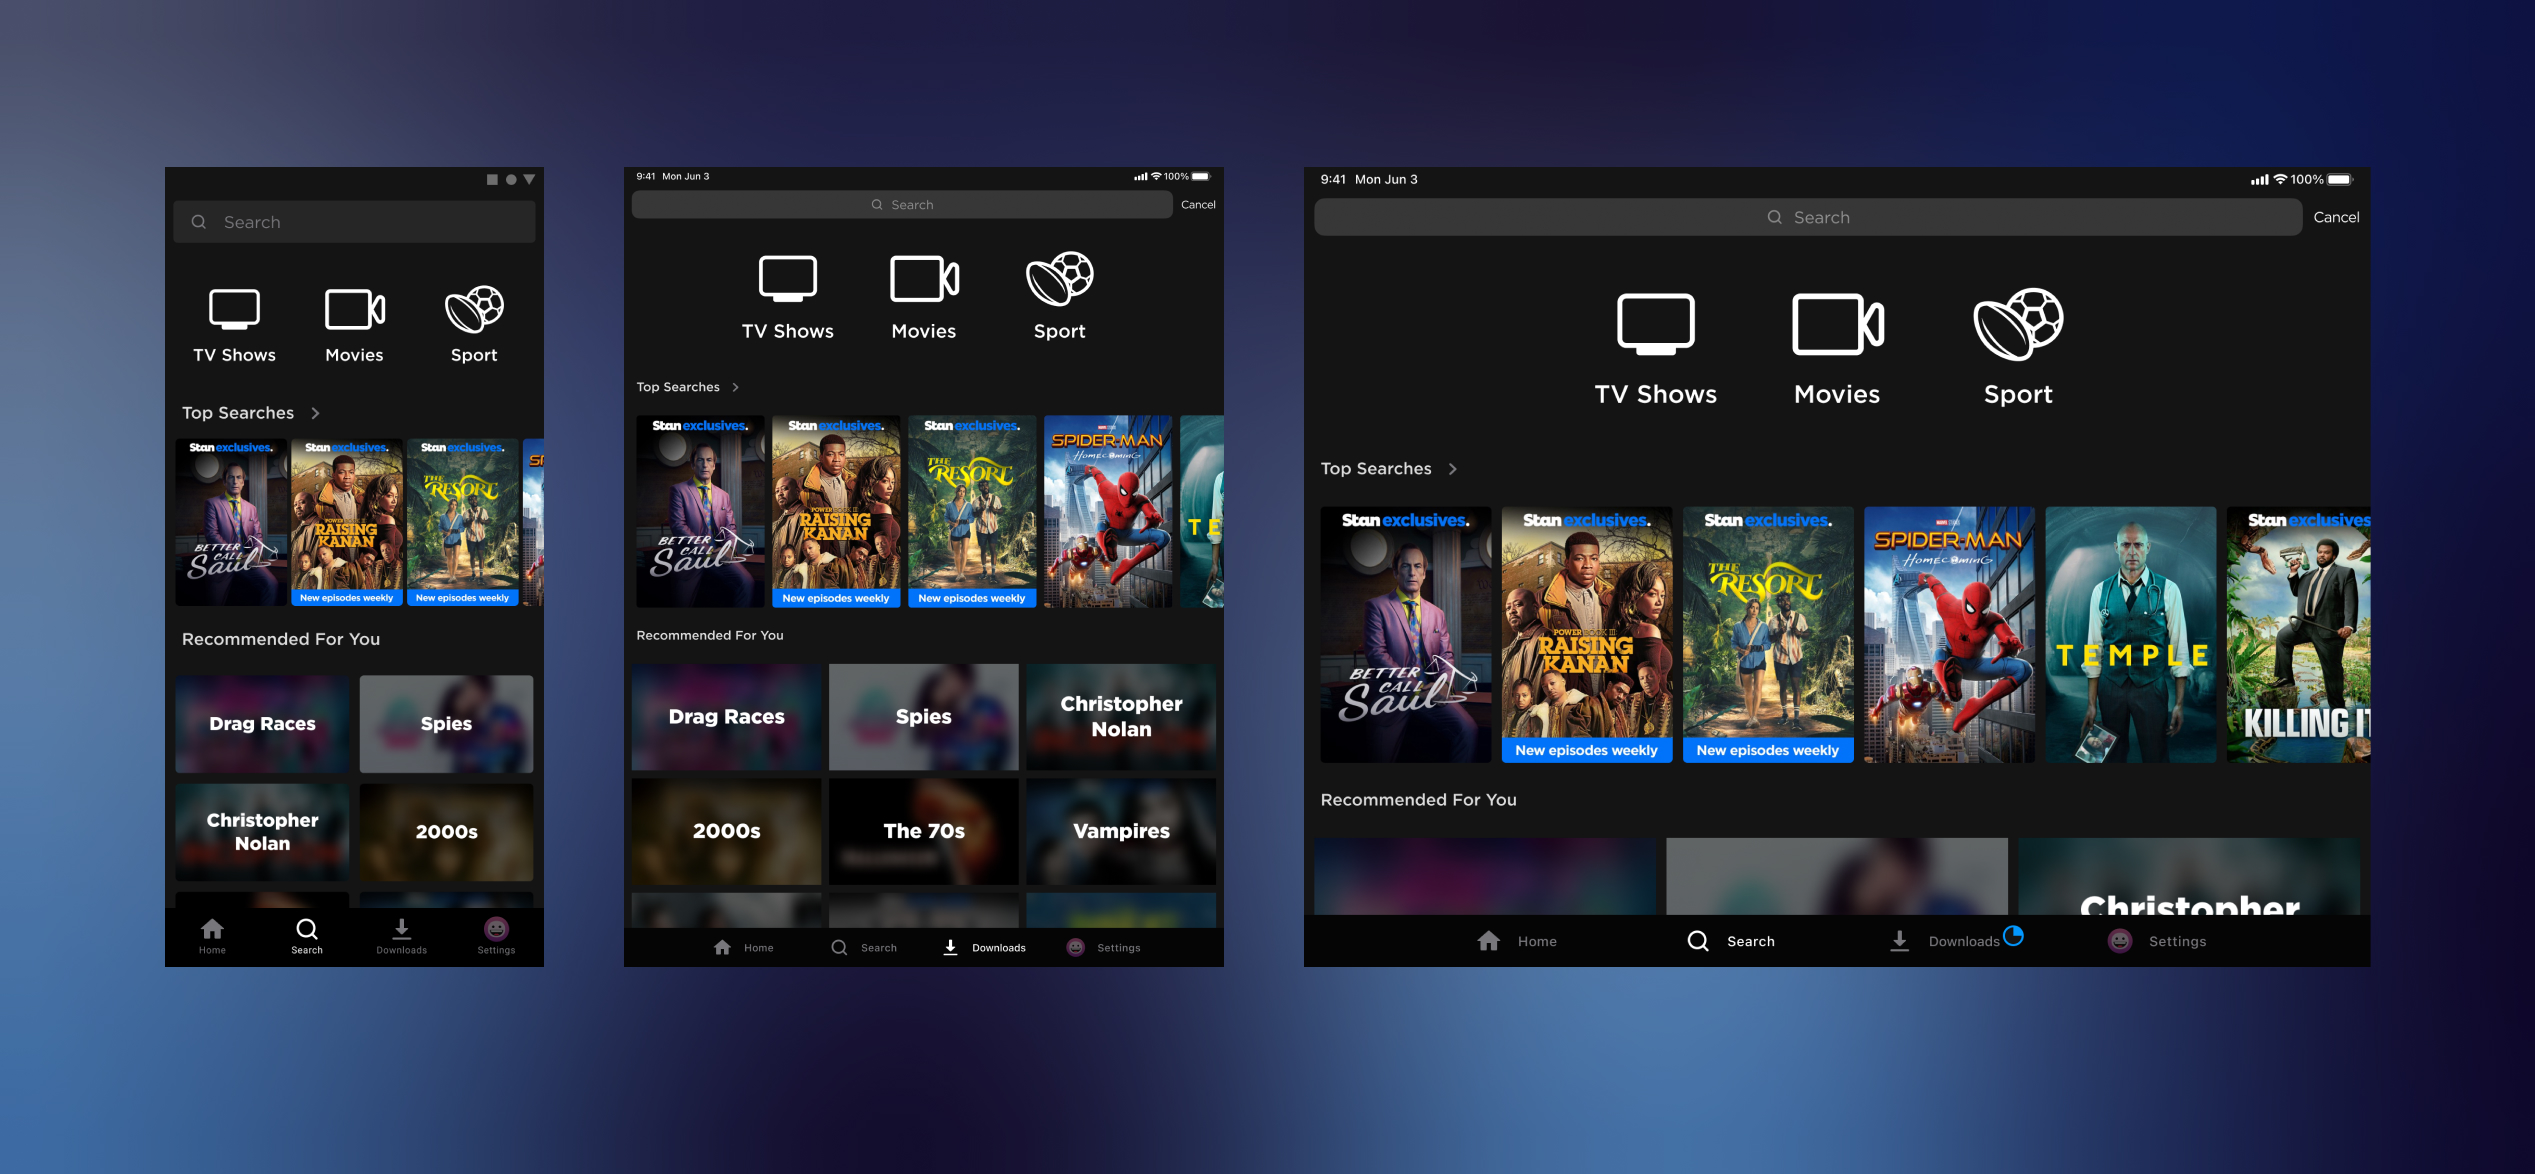 Search
TV Shows Movies Sport
Top Searches
Stan exclusives. Stan exclusives. Stan exclusives.
SP
BETTER
CALL
Saul
POWER BOOK III
RAISING
KANAN
THE
RESORT
New episodes weekly New episodes weekly
Recommended For You
Drag Races Spies
Christopher
Nolan
2000s
Home Search Downloads Settings
9:41 Mon Jun 3 100%
Search Cancel
TV Shows Movies Sport
Top Searches
Stan exclusives. Stan exclusives. Stan exclusives.
BETTER
CALL
Saul
POWER BOOK III
RAISING
KANAN
THE
RESORT
SPIDER-MAN
HOMECOMING
TE
New episodes weekly New episodes weekly
Recommended For You
Drag Races Spies
Christopher
Nolan
2000s The 70s Vampires
Home Search Downloads Settings
9:41 Mon Jun 3 100%
Search Cancel
TV Shows Movies Sport
Top Searches
Stan exclusives. Stan exclusives. Stan exclusives. Stan exclusives
BETTER
CALL
Saul
POWER BOOK III
RAISING
KANAN
THE
RESORT
MARVEL STUDIOS
SPIDER-MAN
HOMECOMING
TEMPLE
KILLING IT
New episodes weekly New episodes weekly
Recommended For You
Christopher
Home Search Downloads Settings